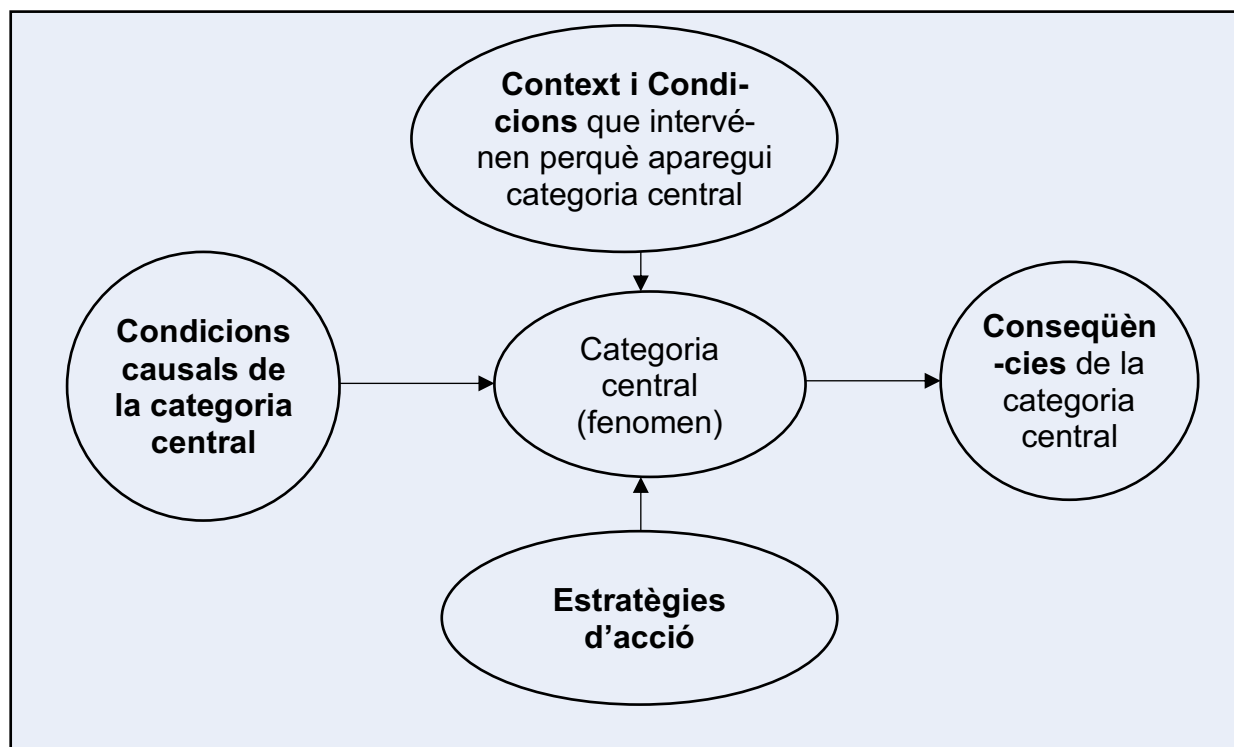 Context i Condi-
cions que intervé-
nen perquè aparegui
categoria central
Condicions
causals de
la categoria
central
Categoria
central
(fenomen)
Conseqüèn
-cies de la
categoria
central
Estratègies
d’acció